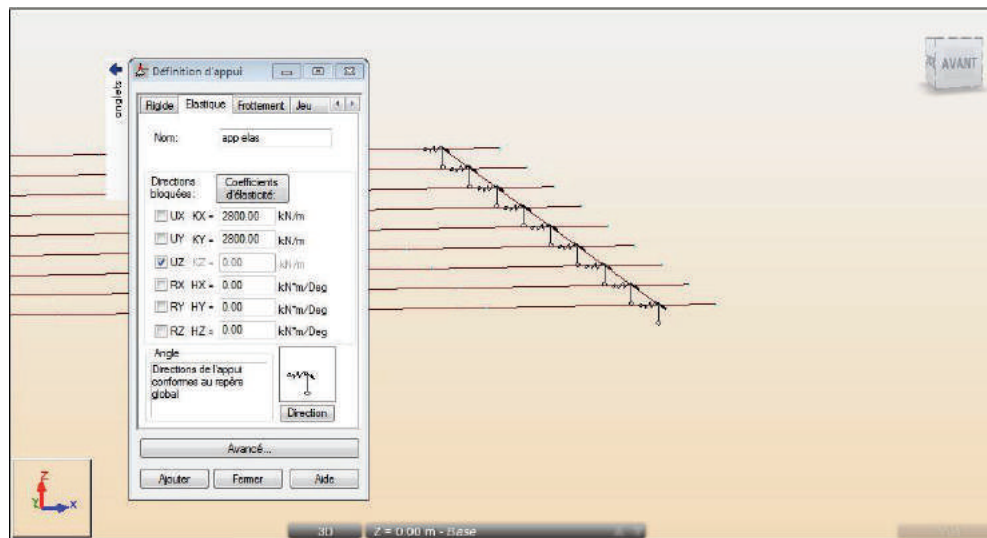 AVANT
onglets
Définition d'appui
Rigide Elastique Frottement Jeu
Nom: app elas
Directions bloquées: Coefficients d'élasticité:
UX KX = 2800.00 kN/m
UY KY = 2800.00 kN/m
UZ KZ = 0.00 kN/m
RX HX = 0.00 kN*m/Deg
RY HY = 0.00 kN*m/Deg
RZ HZ = 0.00 kN*m/Deg
Angle
Directions de l'appui
conformes au repère
global
Direction
Avancé...
Ajouter Fermer Aide
Z
Y X
3D Z = 0.00 m - Base